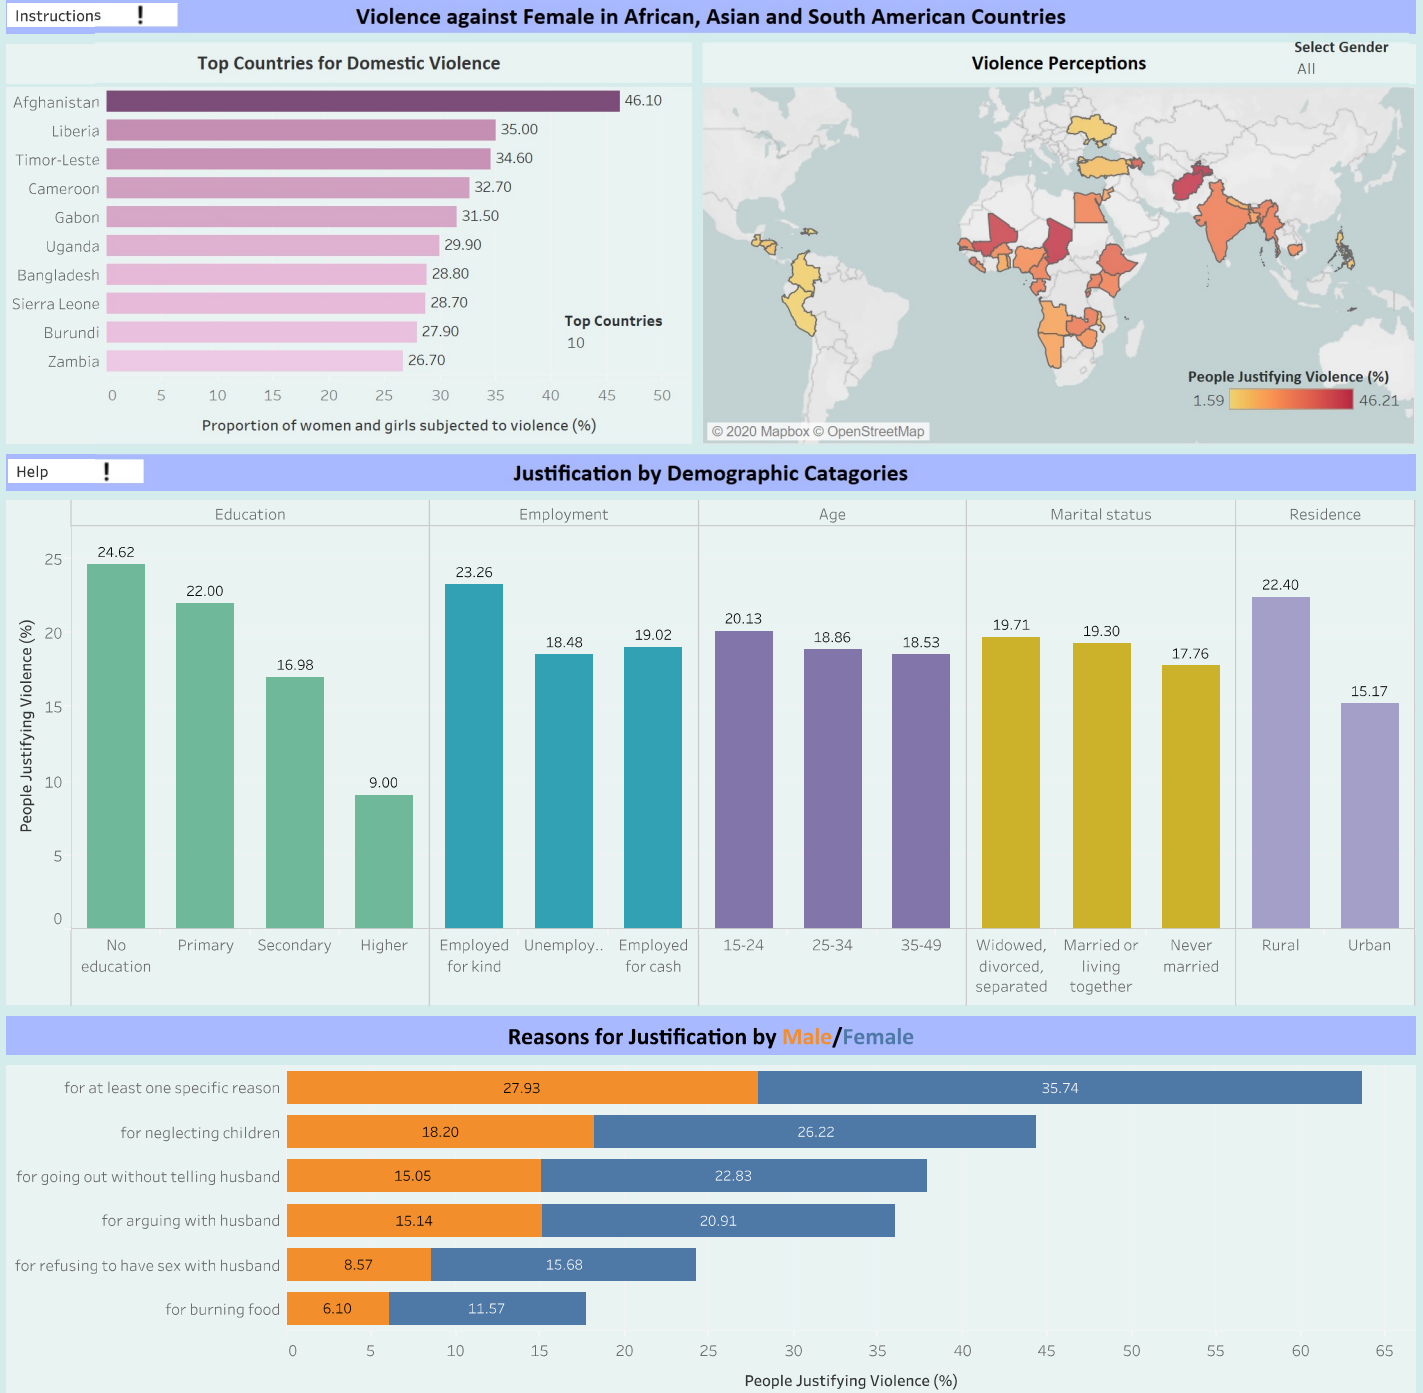 Instructions !
Violence against Female in African, Asian and South American Countries
Top Countries for Domestic Violence
Afghanistan 46.10
Liberia 35.00
Timor-Leste 34.60
Cameroon 32.70
Gabon 31.50
Uganda 29.90
Bangladesh 28.80
Sierra Leone 28.70
Burundi 27.90
Zambia 26.70
Top Countries
10
0 5 10 15 20 25 30 35 40 45 50
Proportion of women and girls subjected to violence (%)
Violence Perceptions
Select Gender
All
People Justifying Violence (%)
1.59 46.21
© 2020 Mapbox © OpenStreetMap
Help !
Justification by Demographic Catagories
Education Employment Age Marital status Residence
People Justifying Violence (%)
25
20
15
10
5
0
24.62 22.00 16.98 9.00 23.26 18.48 19.02 20.13 18.86 18.53 19.71 19.30 17.76 22.40 15.17
No education
Primary
Secondary
Higher
Employed for kind
Unemploy..
Employed for cash
15-24
25-34
35-49
Widowed, divorced, separated
Married or living together
Never married
Rural
Urban
Reasons for Justification by Male/Female
for at least one specific reason 27.93 35.74
for neglecting children 18.20 26.22
for going out without telling husband 15.05 22.83
for arguing with husband 15.14 20.91
for refusing to have sex with husband 8.57 15.68
for burning food 6.10 11.57
0 5 10 15 20 25 30 35 40 45 50 55 60 65
People Justifying Violence (%)